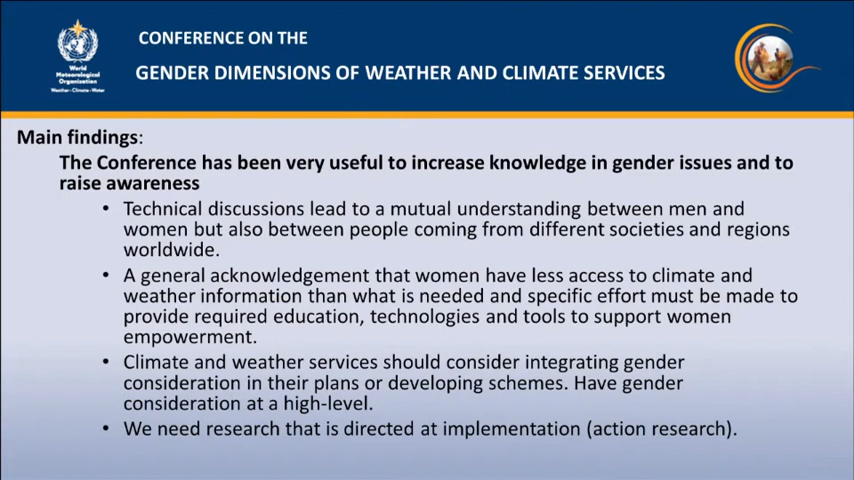 CONFERENCE ON THE
GENDER DIMENSIONS OF WEATHER AND CLIMATE SERVICES
World
Meteorological
Organization
Weather · Climate · Water
Main findings:
The Conference has been very useful to increase knowledge in gender issues and to
raise awareness
• Technical discussions lead to a mutual understanding between men and
women but also between people coming from different societies and regions
worldwide.
• A general acknowledgement that women have less access to climate and
weather information than what is needed and specific effort must be made to
provide required education, technologies and tools to support women
empowerment.
• Climate and weather services should consider integrating gender
consideration in their plans or developing schemes. Have gender
consideration at a high-level.
• We need research that is directed at implementation (action research).